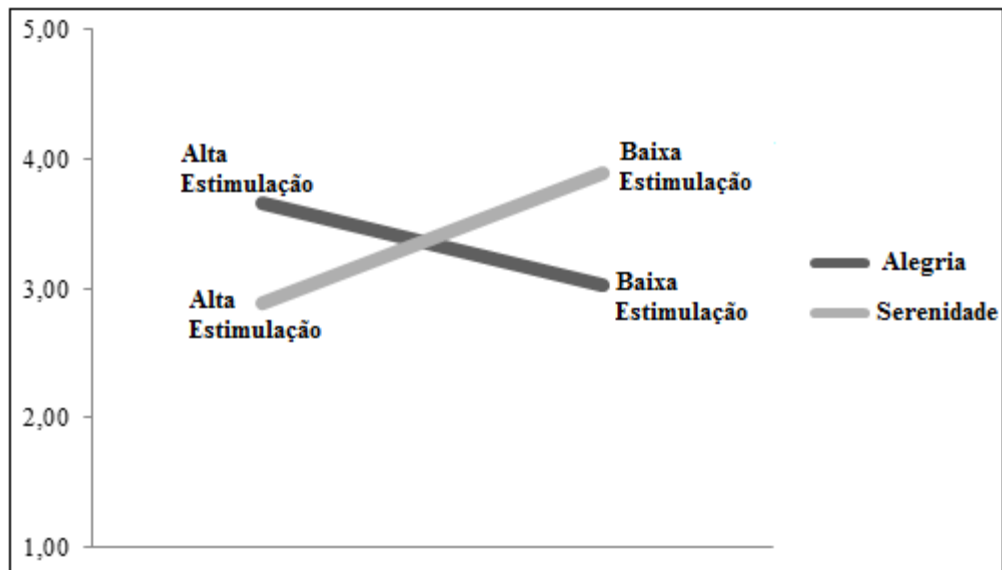 5,00
4,00
3,00
2,00
1,00
Alta
Estimulação
Baixa
Estimulação
Alta
Estimulação
Baixa
Estimulação
Alegria
Serenidade